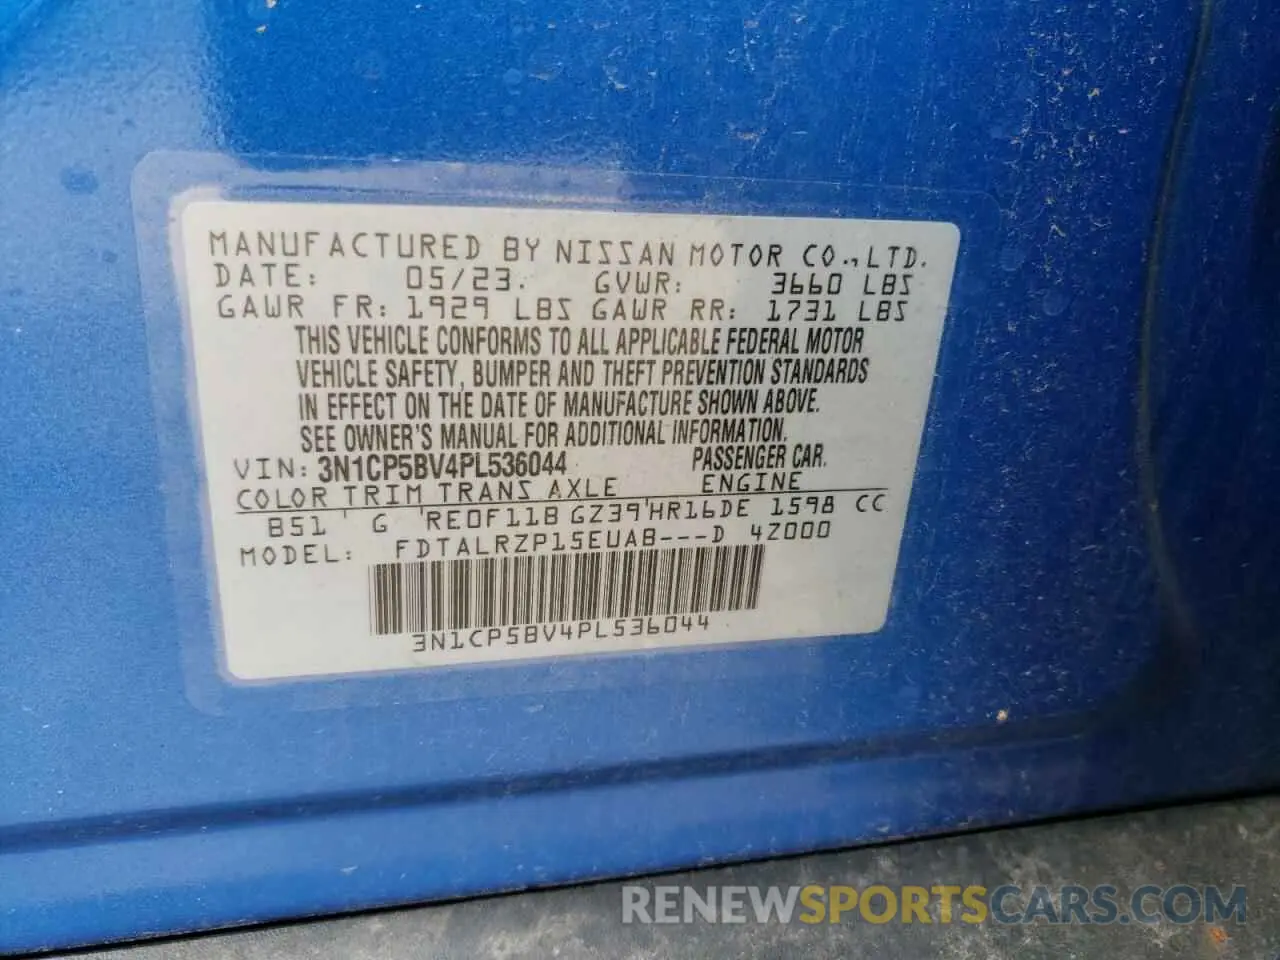 MANUFACTURED BY NISSAN MOTOR CO., LTD.
DATE: 05/23. GVWR: 3660 LBS
GAWR FR: 1929 LBS GAWR RR: 1731 LBS
THIS VEHICLE CONFORMS TO ALL APPLICABLE FEDERAL MOTOR
VEHICLE SAFETY, BUMPER AND THEFT PREVENTION STANDARDS
IN EFFECT ON THE DATE OF MANUFACTURE SHOWN ABOVE.
SEE OWNER'S MANUAL FOR ADDITIONAL INFORMATION.
VIN: 3N1CP5BV4PL536044 PASSENGER CAR.
COLOR TRIM TRANS AXLE ENGINE
B51 ' G 'RE0F11B GZ39'HR16DE 1598 CC
MODEL: FDTALRZP15EUAB---D 4Z000
3N1CP5BV4PL536044
RENEWSPORTSCARS.COM